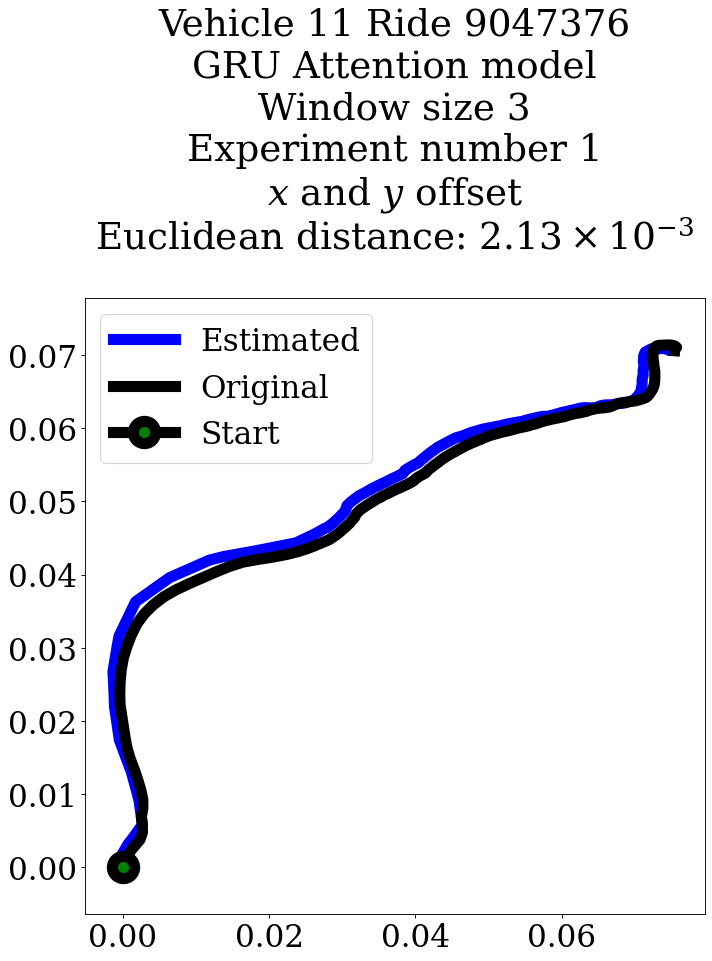 Vehicle 11 Ride 9047376
GRU Attention model
Window size 3
Experiment number 1
x and y offset
Euclidean distance: 2.13 × 10⁻³
Estimated
Original
Start
0.07
0.06
0.05
0.04
0.03
0.02
0.01
0.00
0.00 0.02 0.04 0.06